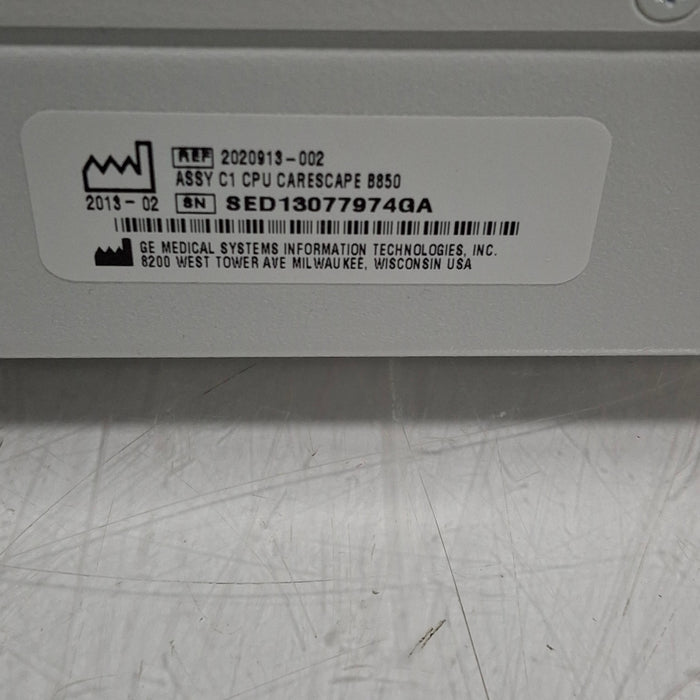 REF 2020913-002
ASSY C1 CPU CARESCAPE B850
2013-02 SN SED13077974GA
GE MEDICAL SYSTEMS INFORMATION TECHNOLOGIES, INC.
8200 WEST TOWER AVE MILWAUKEE, WISCONSIN USA